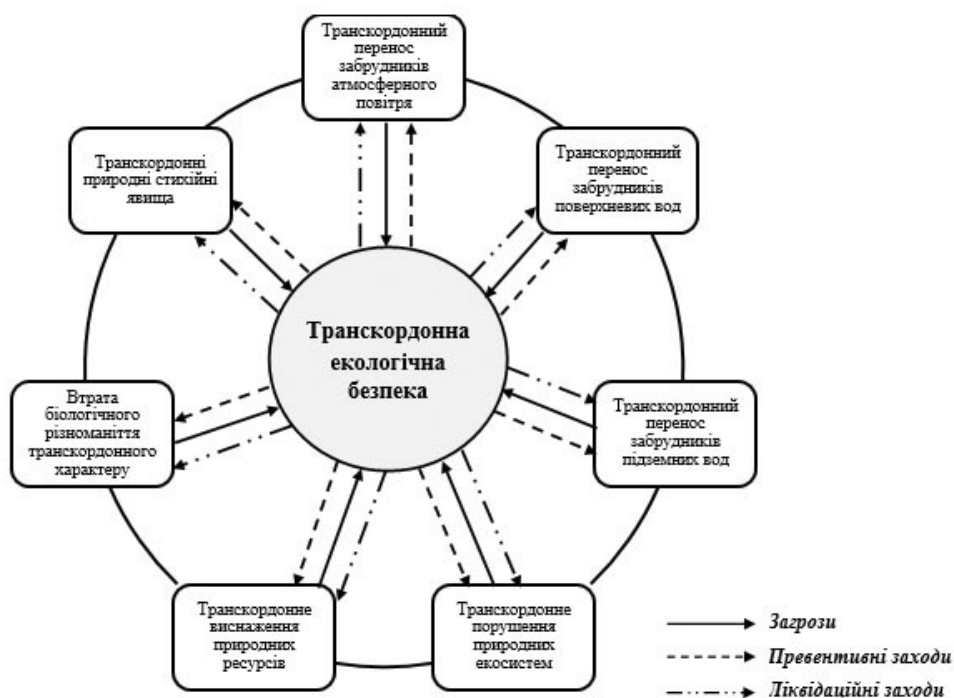 Транскордонний
перенос
забрудників
атмосферного
повітря
Транскордонні
природні стихійні
явища
Транскордонний
перенос
забрудників
поверхневих вод
Транскордонна
екологічна
безпека
Втрата
біологічного
різноманіття
транскордонного
характеру
Транскордонний
перенос
забрудників
підземних вод
Транскордонне
виснаження
природних
ресурсів
Транскордонне
порушення
природних
екосистем
Загрози
Превентивні заходи
Ліквідаційні заходи